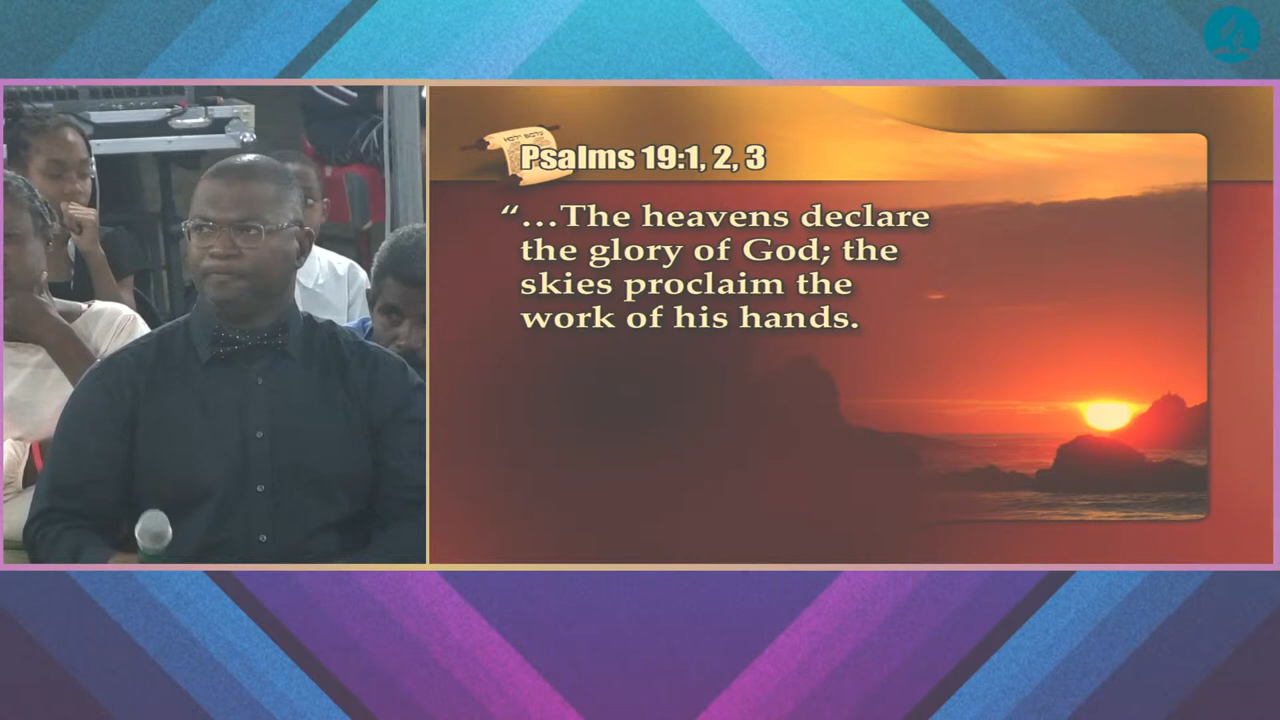 Psalms 19:1, 2, 3
“…The heavens declare
the glory of God; the
skies proclaim the
work of his hands.